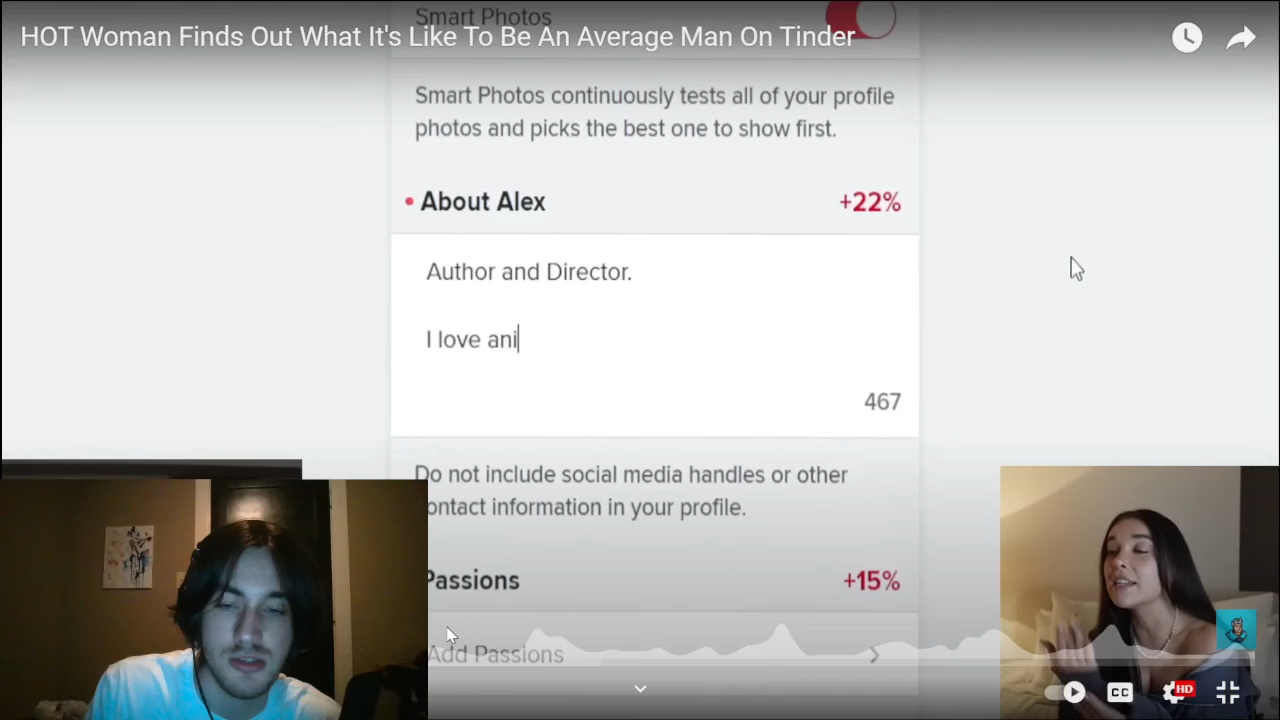 Smart Photos
HOT Woman Finds Out What It's Like To Be An Average Man On Tinder
Smart Photos continuously tests all of your profile
photos and picks the best one to show first.
About Alex +22%
Author and Director.
I love ani
467
Do not include social media handles or other
ontact information in your profile.
Passions +15%
Add Passions
CC HD